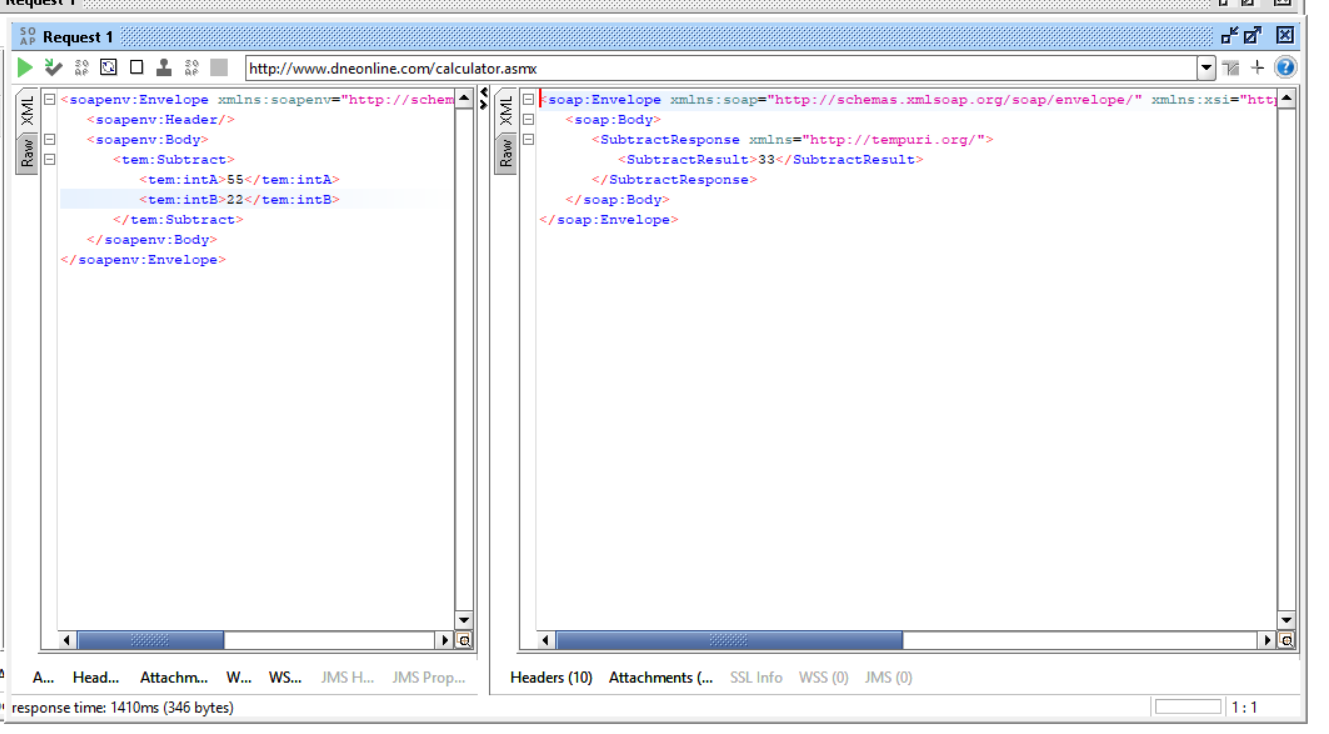 Request 1
SO AP Request 1
http://www.dneonline.com/calculator.asmx
XML
Raw
<soapenv:Envelope xmlns:soapenv="http://schem
<soapenv:Header/>
<soapenv:Body>
<tem:Subtract>
<tem:intA>55</tem:intA>
<tem:intB>22</tem:intB>
</tem:Subtract>
</soapenv:Body>
</soapenv:Envelope>
XML
Raw
<soap:Envelope xmlns:soap="http://schemas.xmlsoap.org/soap/envelope/" xmlns:xsi="http
<soap:Body>
<SubtractResponse xmlns="http://tempuri.org/">
<SubtractResult>33</SubtractResult>
</SubtractResponse>
</soap:Body>
</soap:Envelope>
A... Head... Attachm... W... WS... JMS H... JMS Prop...
Headers (10) Attachments (... SSL Info WSS (0) JMS (0)
response time: 1410ms (346 bytes)
1 : 1